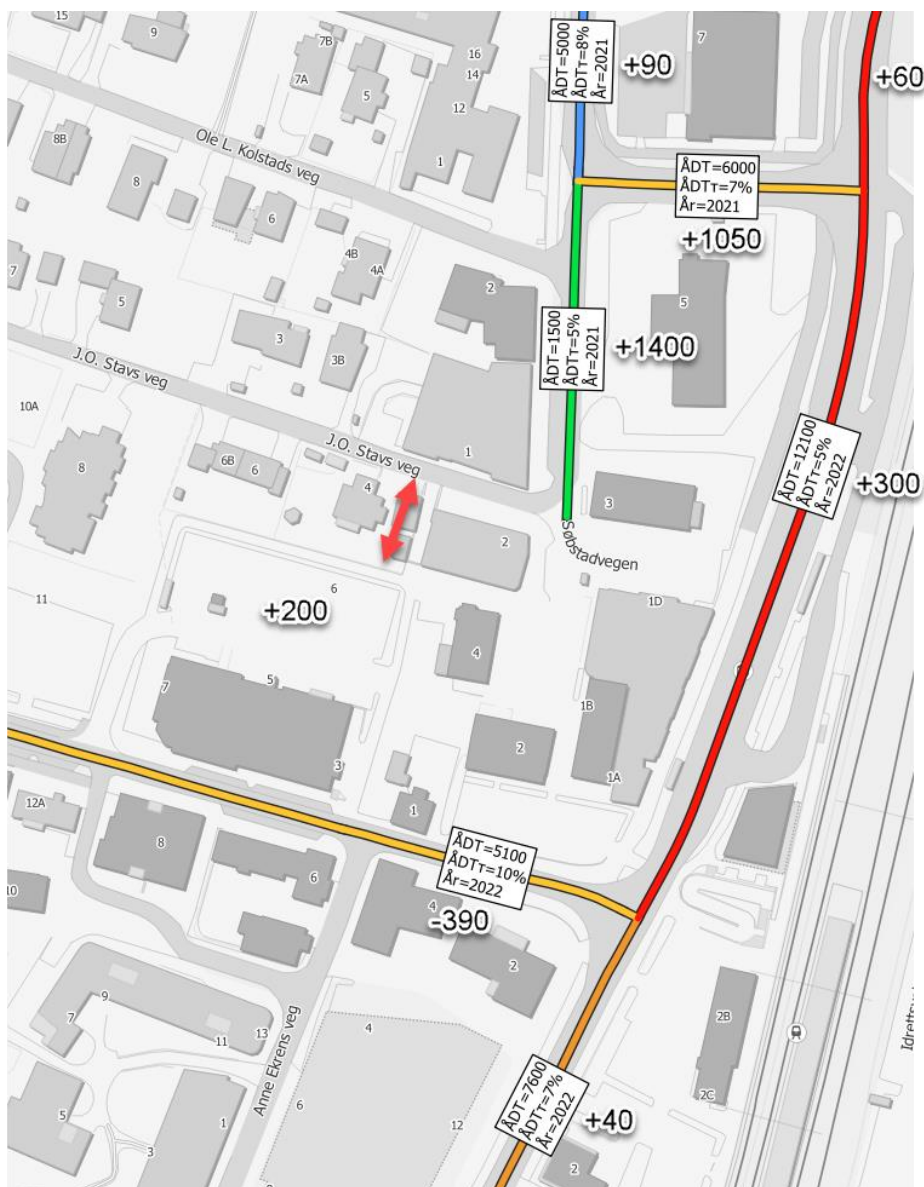 15
9
7B
7A
5
16
14
12
1
ÅDT=5000
ÅDTT=8%
År=2021
+90
7
+60
8B
8
Ole L. Kolstads veg
6
4B
4A
ÅDT=6000
ÅDTT=7%
År=2021
+1050
7
5
3
3B
2
5
ÅDT=1500
ÅDTT=5%
År=2021
+1400
J.O. Stavs veg
10A
8
6B
6
J.O. Stavs veg
4
1
2
3
ÅDT=12100
ÅDTT=5%
År=2022
+300
Søbstadvegen
11
+200
6
4
1D
7
5
3
2
1B
1A
1
12A
8
6
10
ÅDT=5100
ÅDTT=10%
År=2022
4
-390
2
9
7
11
13
Anne Ekrens veg
4
6
12
2B
2C
5
3
1
ÅDT=7600
ÅDTT=7%
År=2022
+40
2